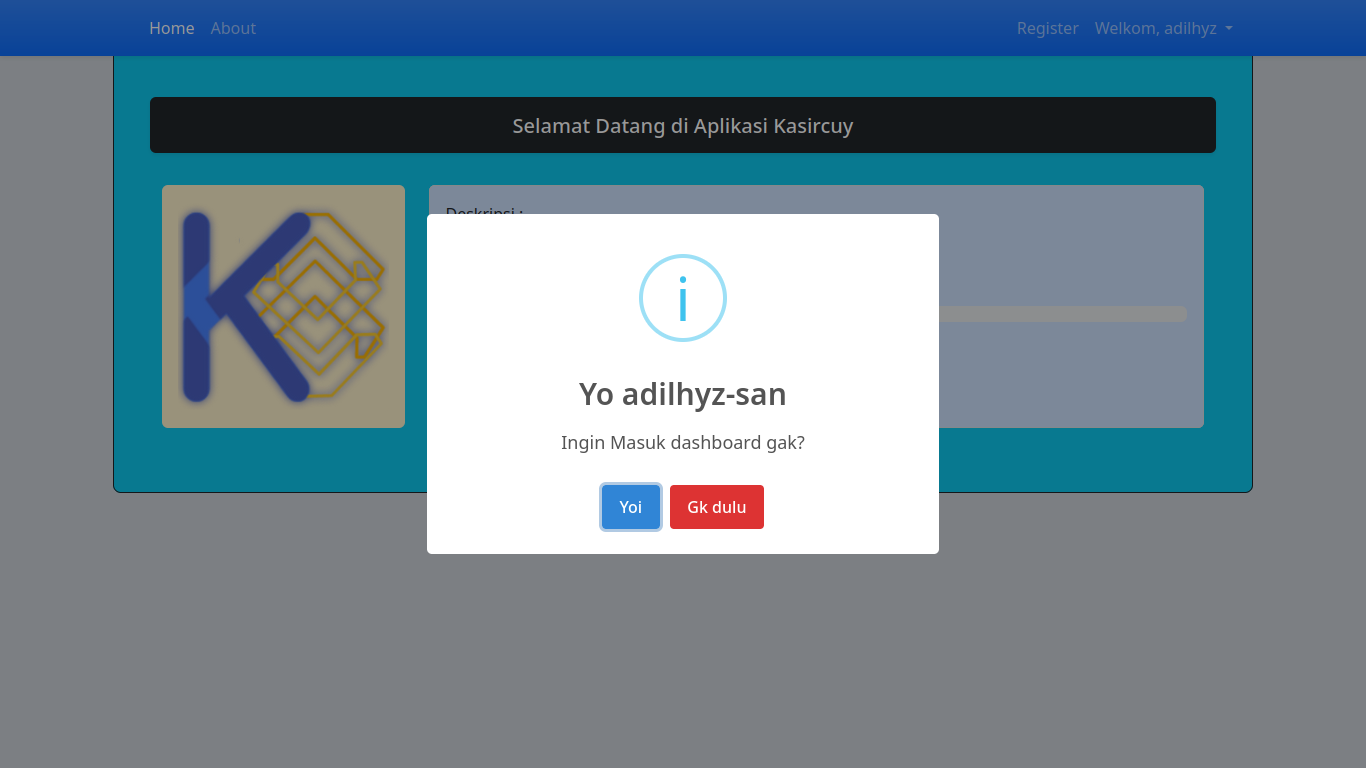 Home About Register Welkom, adilhyz
Selamat Datang di Aplikasi Kasircuy
Deskripsi :
Yo adilhyz-san
Ingin Masuk dashboard gak?
Yoi Gk dulu